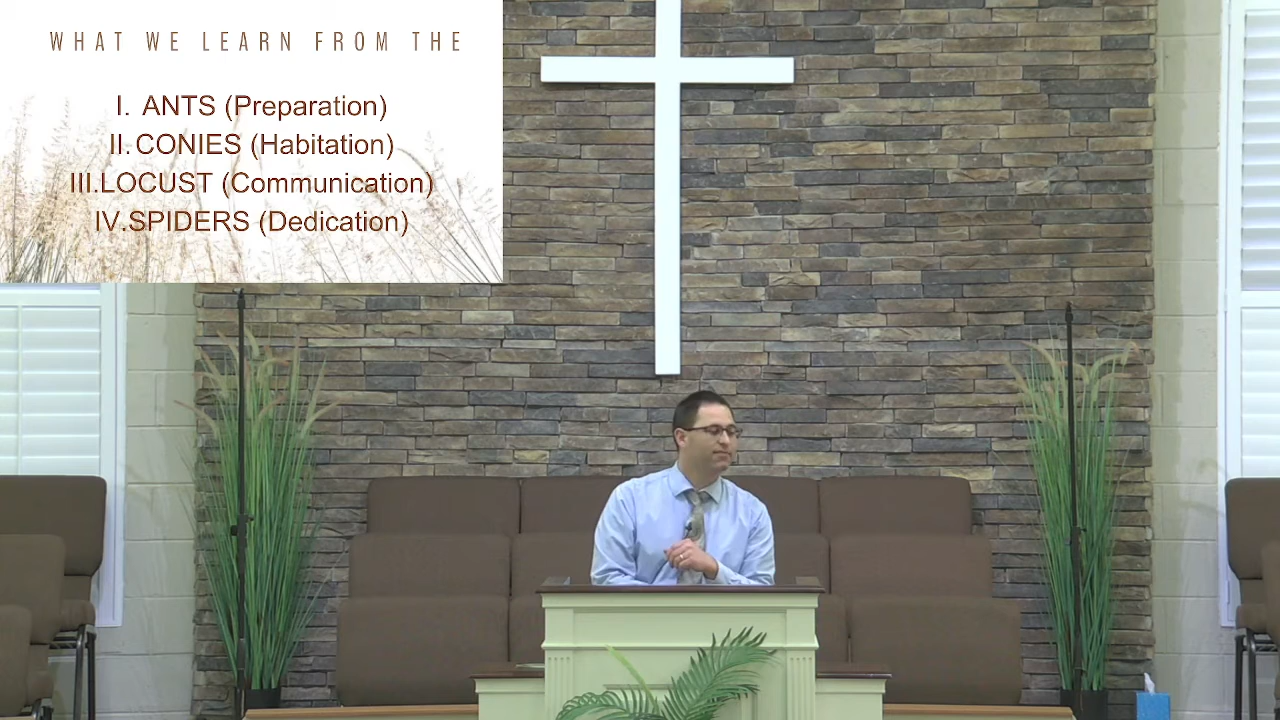 WHAT WE LEARN FROM THE
I. ANTS (Preparation)
II. CONIES (Habitation)
III.LOCUST (Communication)
IV.SPIDERS (Dedication)